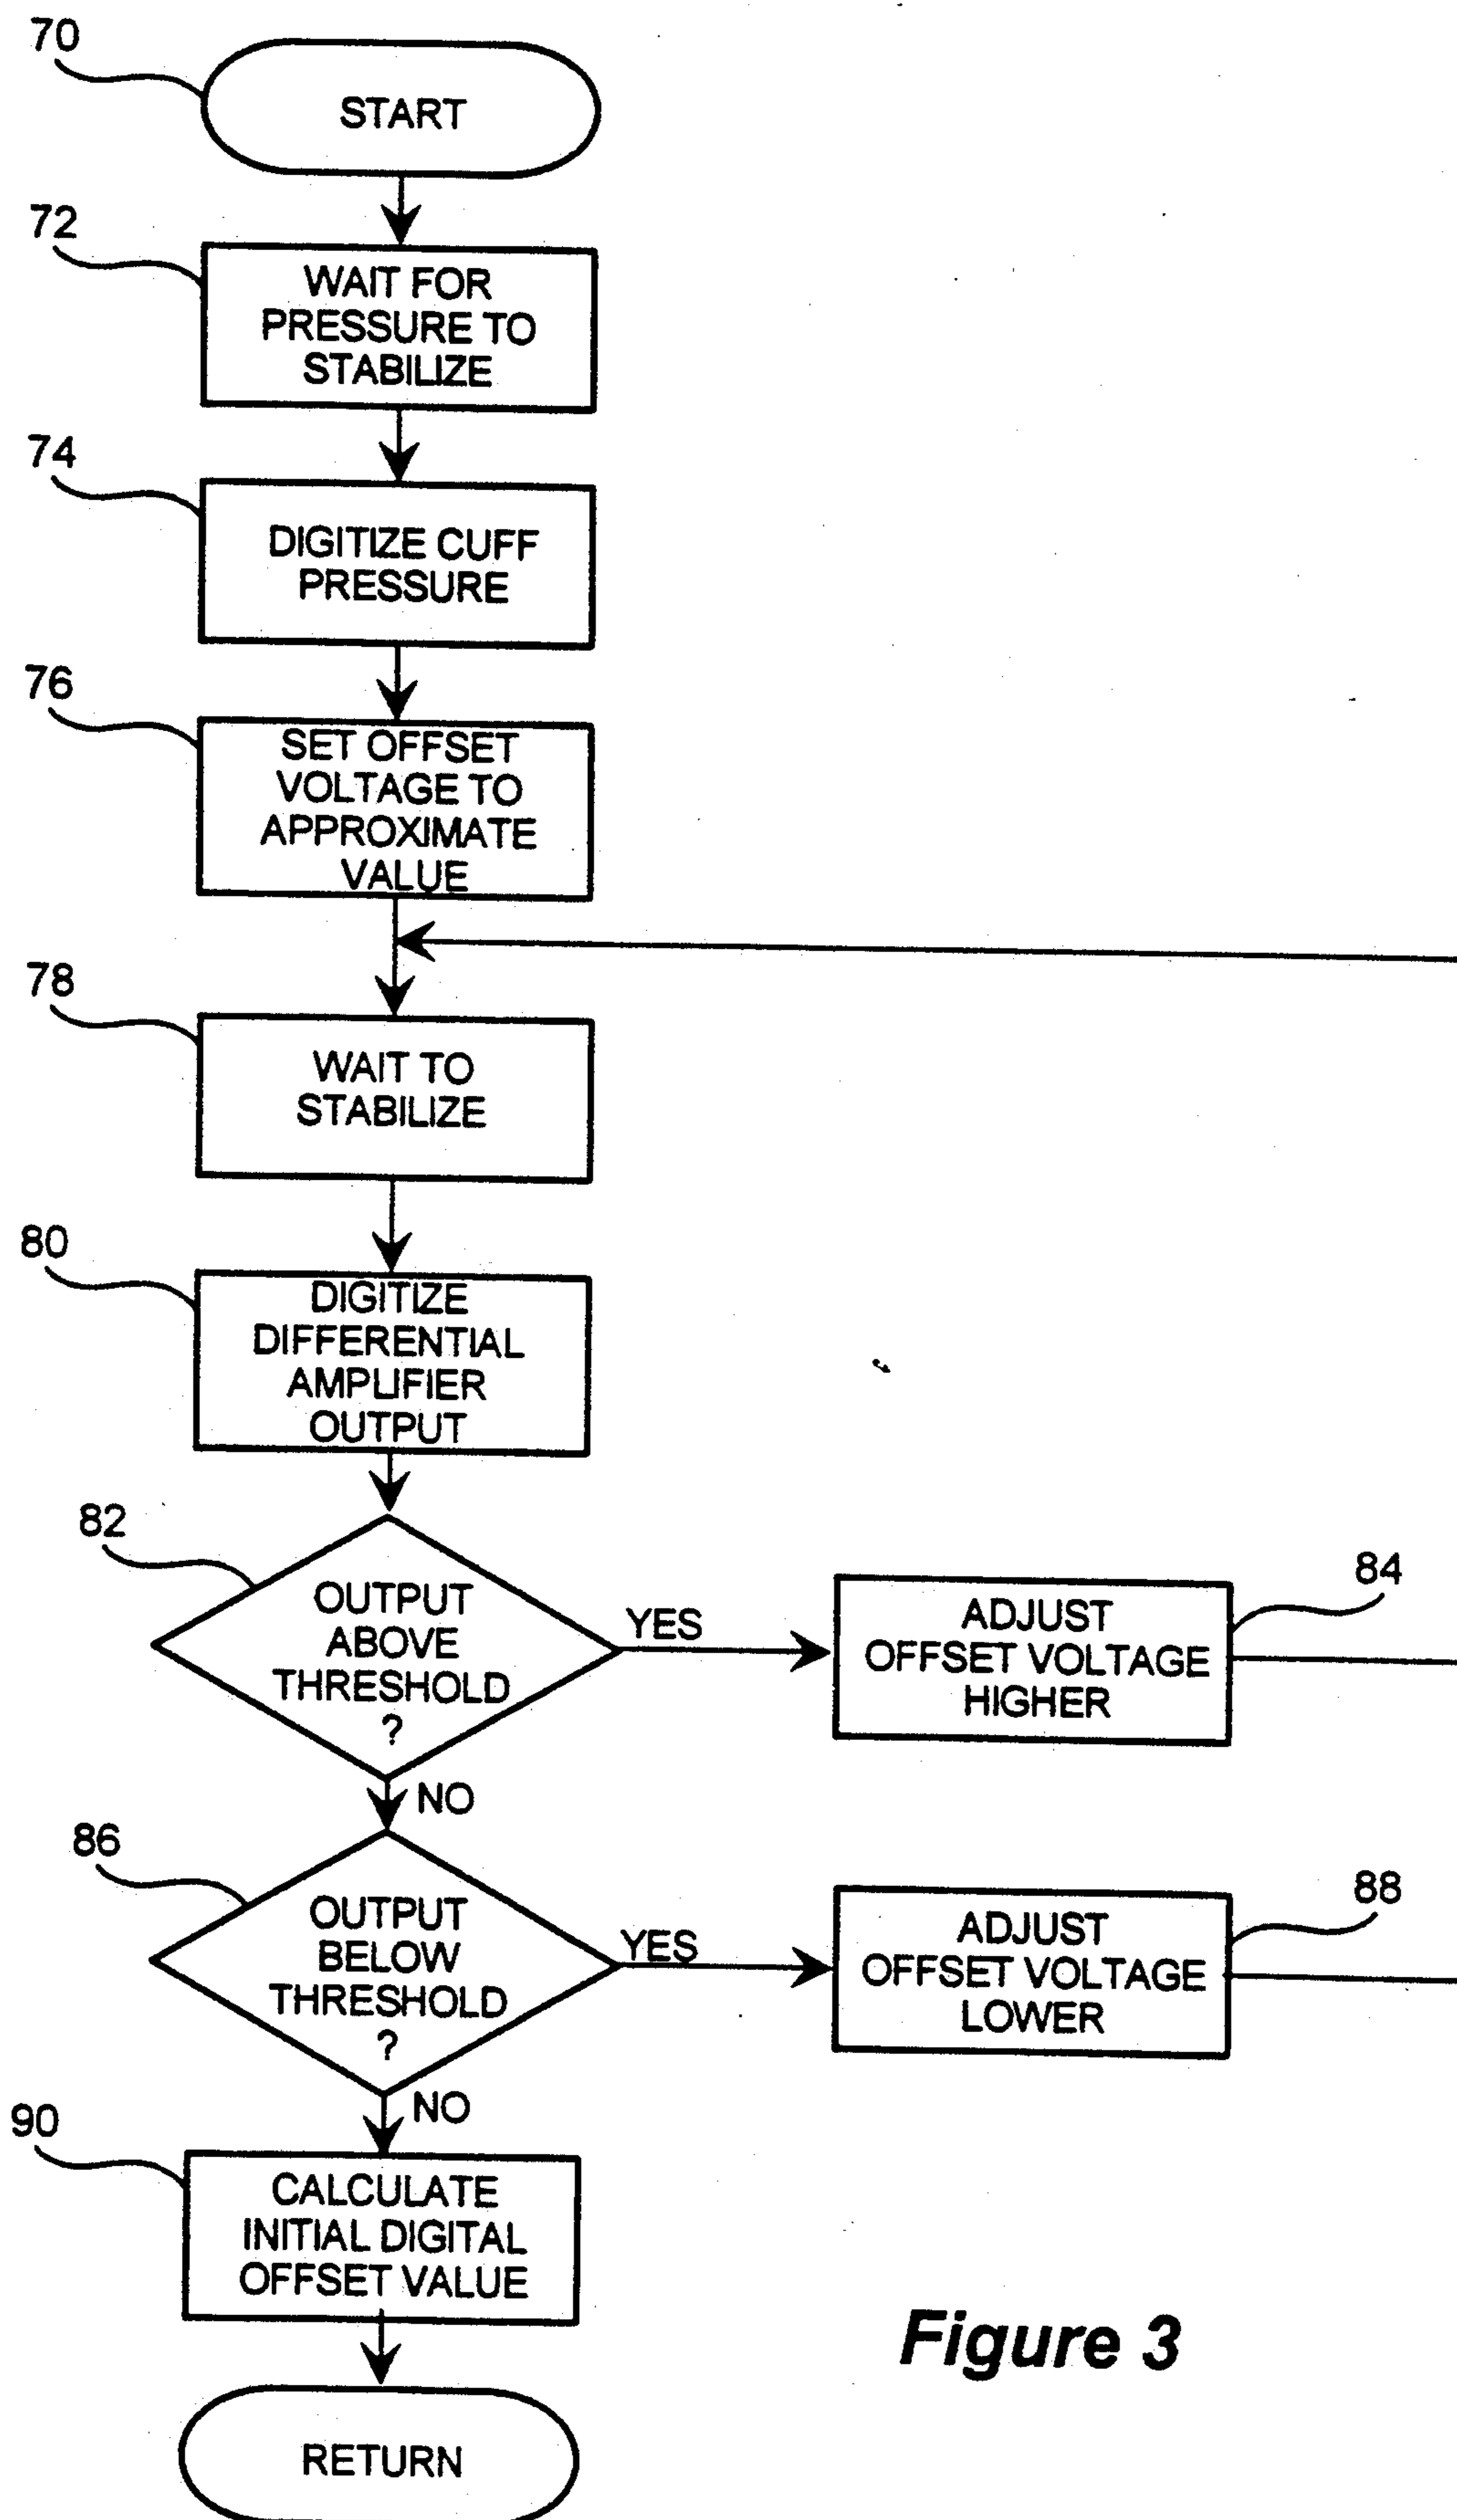 70
START
72
WAIT FOR
PRESSURE TO
STABILIZE
74
DIGITIZE CUFF
PRESSURE
76
SET OFFSET
VOLTAGE TO
APPROXIMATE
VALUE
78
WAIT TO
STABILIZE
80
DIGITIZE
DIFFERENTIAL
AMPLIFIER
OUTPUT
82
OUTPUT
ABOVE
THRESHOLD
?
YES
84
ADJUST
OFFSET VOLTAGE
HIGHER
NO
86
OUTPUT
BELOW
THRESHOLD
?
YES
88
ADJUST
OFFSET VOLTAGE
LOWER
NO
90
CALCULATE
INITIAL DIGITAL
OFFSET VALUE
Figure 3
RETURN